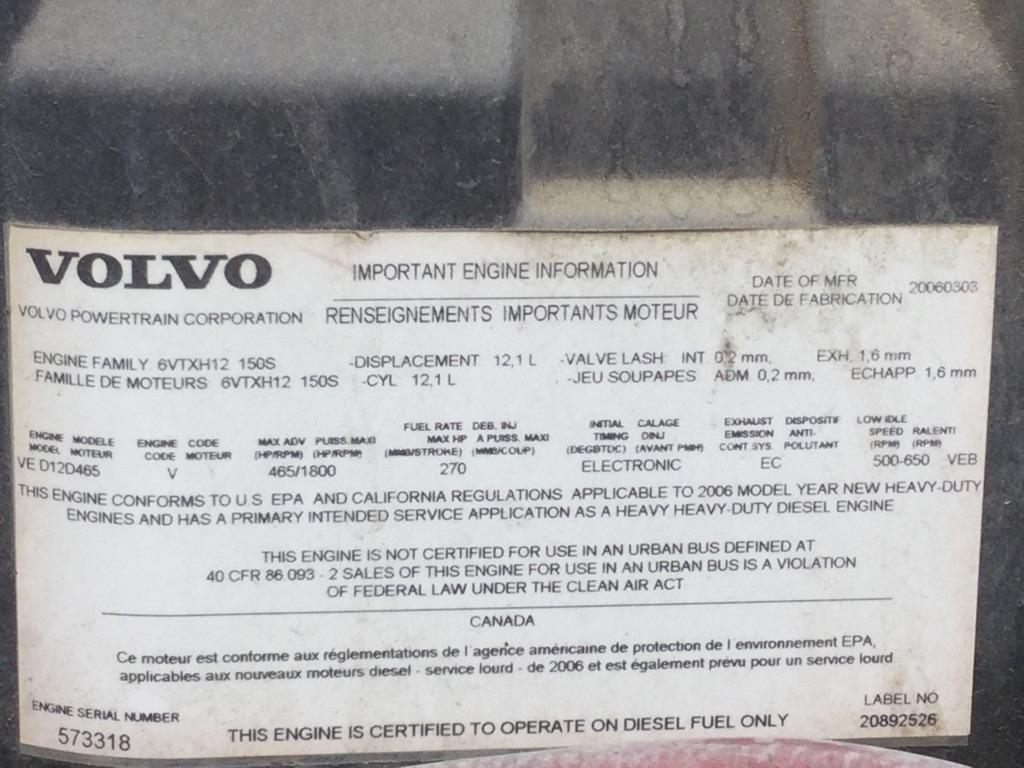 VOLVO
IMPORTANT ENGINE INFORMATION
DATE OF MFR 20060303
DATE DE FABRICATION
VOLVO POWERTRAIN CORPORATION
RENSEIGNEMENTS IMPORTANTS MOTEUR
ENGINE FAMILY 6VTXH12 150S -DISPLACEMENT 12,1 L -VALVE LASH INT 0,2 mm, EXH. 1,6 mm
FAMILLE DE MOTEURS 6VTXH12 150S -CYL 12,1 L -JEU SOUPAPES ADM 0,2 mm, ECHAPP 1,6 mm
ENGINE MODELE
MODEL MOTEUR
VE D12D465
ENGINE CODE
CODE MOTEUR
V
MAX ADV PUISS. MAXI
(HP/RPM) (HP/RPM)
465/1800
FUEL RATE DEB. INJ
MAX HP A PUISS. MAXI
(MM3/STROKE) (MM3/COUP)
270
INITIAL CALAGE
TIMING DINJ
(DEGBTDC) (AVANT PMH)
ELECTRONIC
EXHAUST DISPOSITIF
EMISSION ANTI-
CONT SYS POLUTANT
EC
LOW IDLE
SPEED RALENTI
(RPM) (RPM)
500-650 VEB
THIS ENGINE CONFORMS TO U S EPA AND CALIFORNIA REGULATIONS APPLICABLE TO 2006 MODEL YEAR NEW HEAVY-DUTY
ENGINES AND HAS A PRIMARY INTENDED SERVICE APPLICATION AS A HEAVY HEAVY-DUTY DIESEL ENGINE
THIS ENGINE IS NOT CERTIFIED FOR USE IN AN URBAN BUS DEFINED AT
40 CFR 86 093 - 2 SALES OF THIS ENGINE FOR USE IN AN URBAN BUS IS A VIOLATION
OF FEDERAL LAW UNDER THE CLEAN AIR ACT
CANADA
Ce moteur est conforme aux réglementations de l agence américaine de protection de l environnement EPA,
applicables aux nouveaux moteurs diesel - service lourd - de 2006 et est également prévu pour un service lourd
ENGINE SERIAL NUMBER
573318
THIS ENGINE IS CERTIFIED TO OPERATE ON DIESEL FUEL ONLY
LABEL NO
20892526